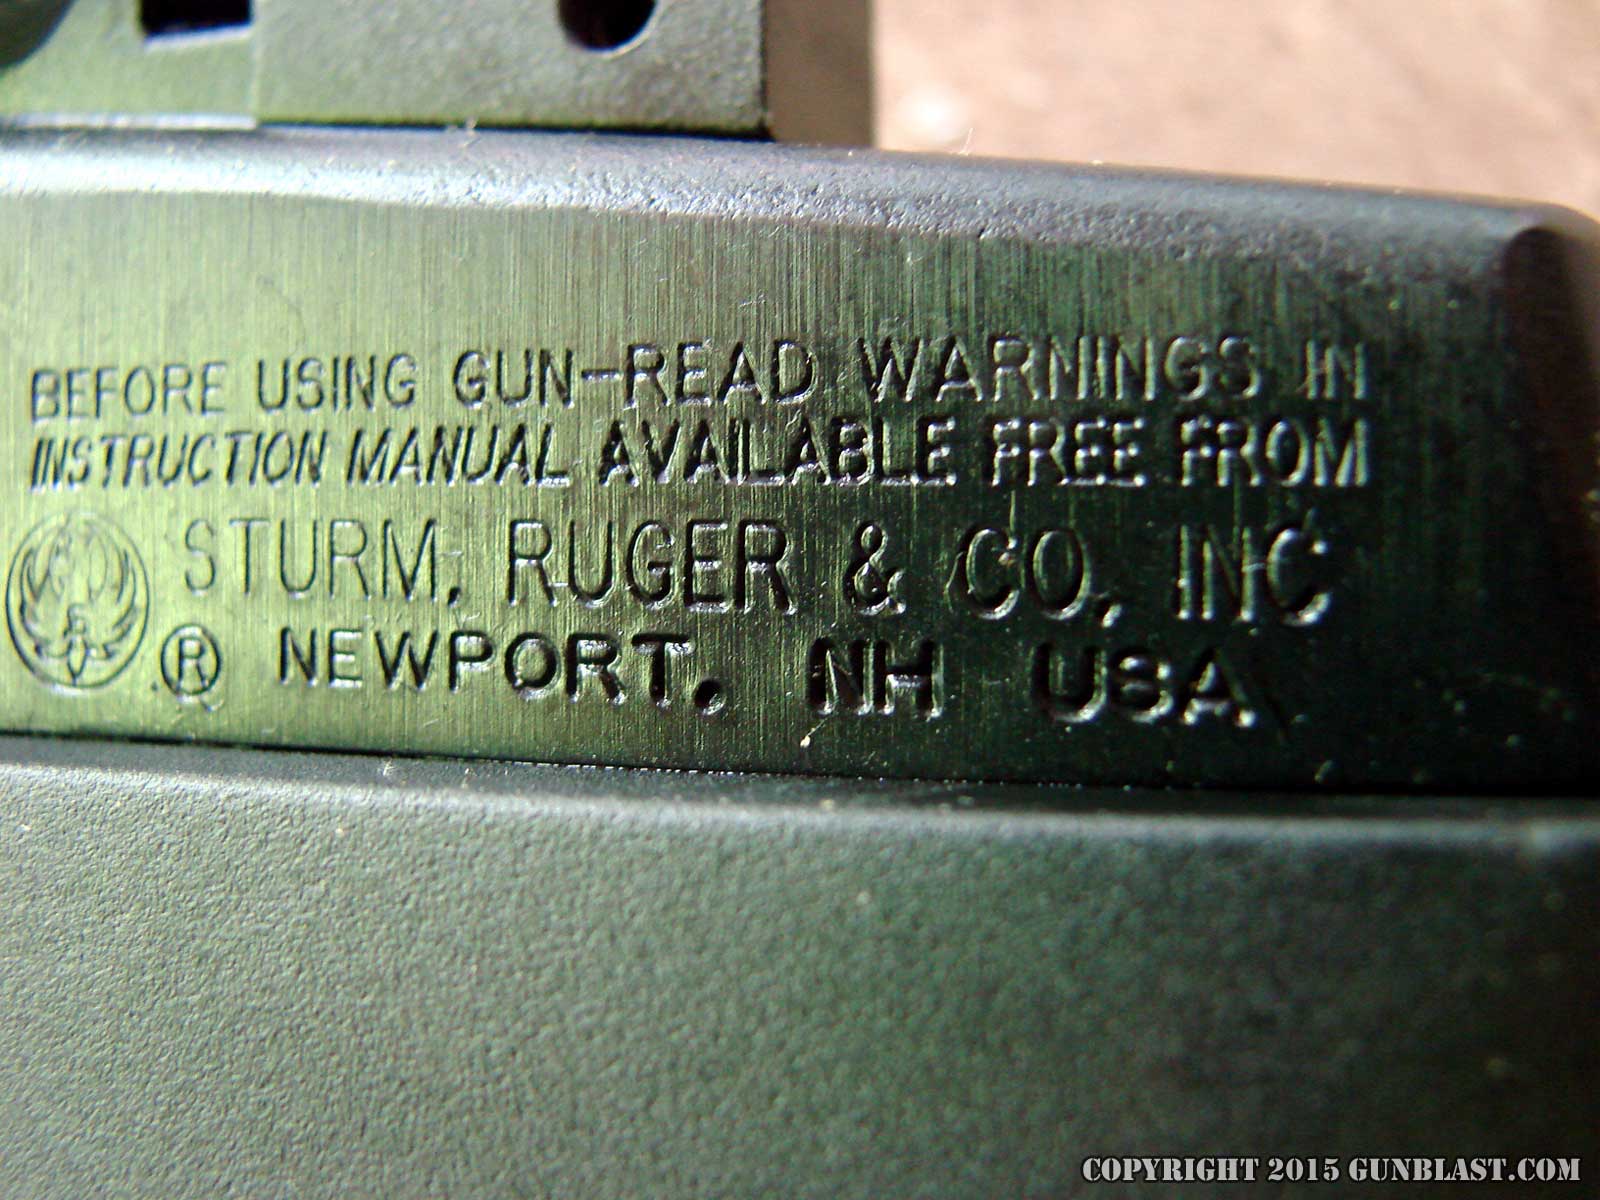 BEFORE USING GUN-READ WARNINGS IN
INSTRUCTION MANUAL AVAILABLE FREE FROM
STURM, RUGER & CO., INC
® NEWPORT, NH USA
COPYRIGHT 2015 GUNBLAST.COM